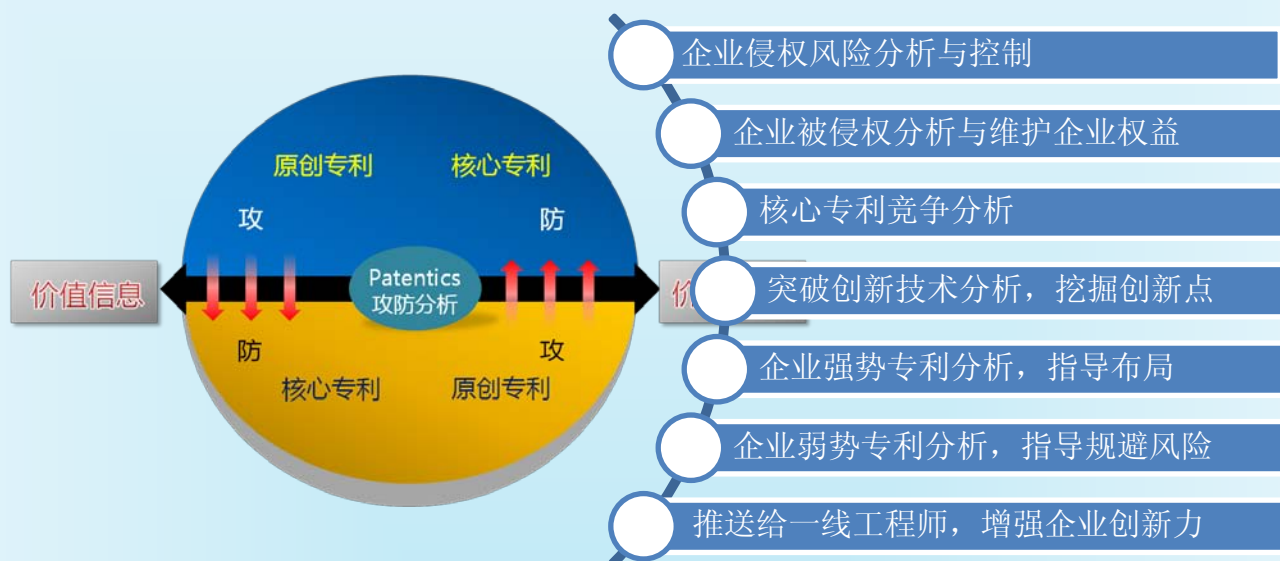 原创专利
核心专利
攻
防
价值信息
Patentics
攻防分析
价
防
攻
核心专利
原创专利
企业侵权风险分析与控制
企业被侵权分析与维护企业权益
核心专利竞争分析
突破创新技术分析，挖掘创新点
企业强势专利分析，指导布局
企业弱势专利分析，指导规避风险
推送给一线工程师，增强企业创新力